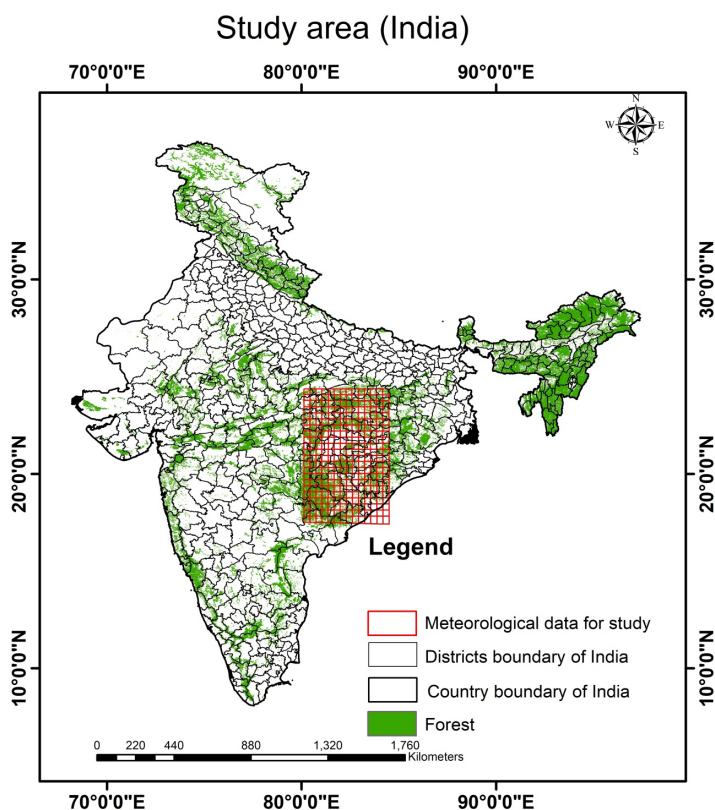 Study area (India)
70°0'0"E 80°0'0"E 90°0'0"E
N
W E
S
30°0'0"N 30°0'0"N
20°0'0"N 20°0'0"N
10°0'0"N 10°0'0"N
Legend
Meteorological data for study
Districts boundary of India
Country boundary of India
Forest
0 220 440 880 1,320 1,760
Kilometers
70°0'0"E 80°0'0"E 90°0'0"E